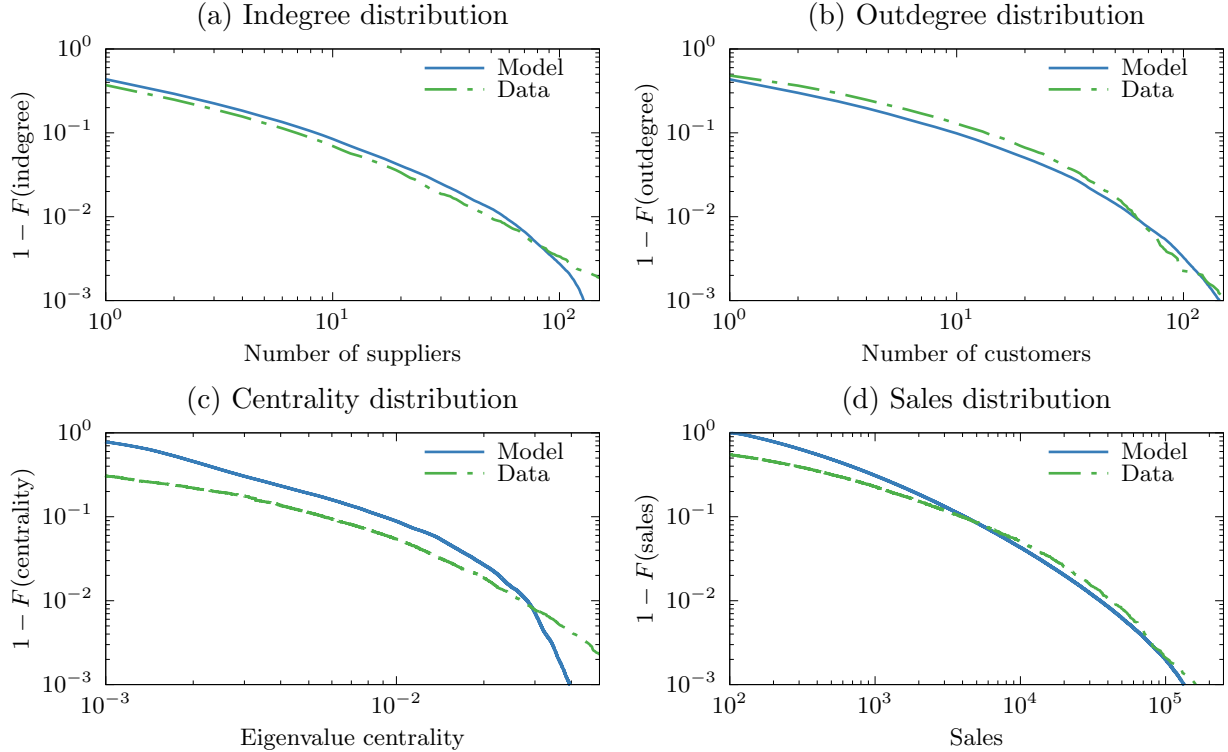 (a) Indegree distribution
10^0
10^-1
10^-2
10^-3
1 − F(indegree)
Model
Data
10^0
10^1
10^2
Number of suppliers
(b) Outdegree distribution
10^0
10^-1
10^-2
10^-3
1 − F(outdegree)
Model
Data
10^0
10^1
10^2
Number of customers
(c) Centrality distribution
10^0
10^-1
10^-2
10^-3
1 − F(centrality)
Model
Data
10^-3
10^-2
Eigenvalue centrality
(d) Sales distribution
10^0
10^-1
10^-2
10^-3
1 − F(sales)
Model
Data
10^2
10^3
10^4
10^5
Sales